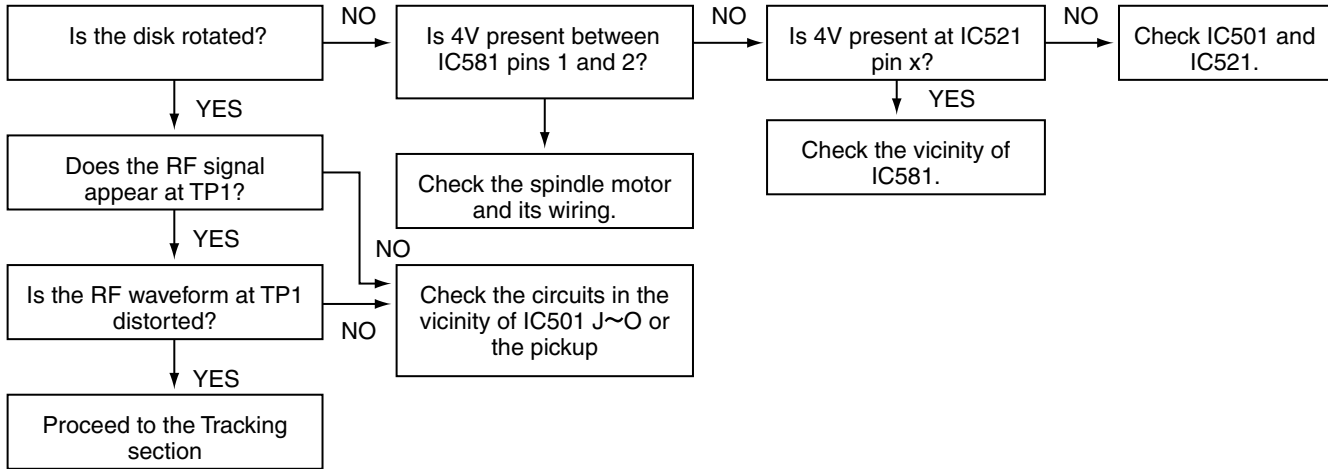 Is the disk rotated?
NO
Is 4V present between
IC581 pins 1 and 2?
NO
Is 4V present at IC521
pin x?
NO
Check IC501 and
IC521.
YES
YES
Does the RF signal
appear at TP1?
Check the spindle motor
and its wiring.
Check the vicinity of
IC581.
YES
NO
Is the RF waveform at TP1
distorted?
NO
Check the circuits in the
vicinity of IC501 J~O or
the pickup
YES
Proceed to the Tracking
section